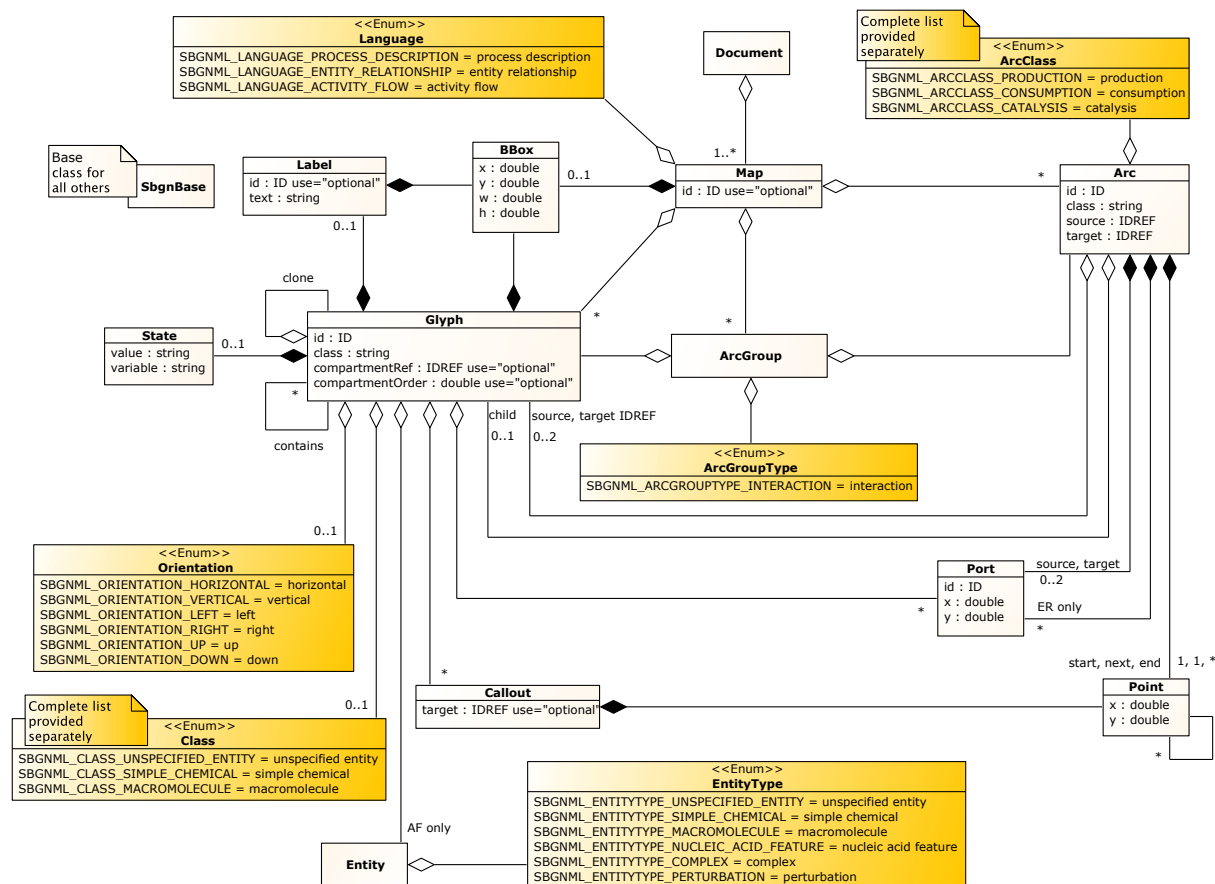 <<Enum>>
Language
SBGNML_LANGUAGE_PROCESS_DESCRIPTION = process description
SBGNML_LANGUAGE_ENTITY_RELATIONSHIP = entity relationship
SBGNML_LANGUAGE_ACTIVITY_FLOW = activity flow
Document
1..*
Complete list
provided
separately
<<Enum>>
ArcClass
SBGNML_ARCCLASS_PRODUCTION = production
SBGNML_ARCCLASS_CONSUMPTION = consumption
SBGNML_ARCCLASS_CATALYSIS = catalysis
Base
class for
all others
SbgnBase
Label
id : ID use="optional"
text : string
0..1
BBox
x : double
y : double
w : double
h : double
0..1
Map
id : ID use="optional"
*
Arc
id : ID
class : string
source : IDREF
target : IDREF
clone
State
value : string
variable : string
0..1
Glyph
id : ID
class : string
compartmentRef : IDREF use="optional"
compartmentOrder : double use="optional"
*
*
contains
*
ArcGroup
child
0..1
source, target IDREF
0..2
<<Enum>>
ArcGroupType
SBGNML_ARCGROUPTYPE_INTERACTION = interaction
0..1
<<Enum>>
Orientation
SBGNML_ORIENTATION_HORIZONTAL = horizontal
SBGNML_ORIENTATION_VERTICAL = vertical
SBGNML_ORIENTATION_LEFT = left
SBGNML_ORIENTATION_RIGHT = right
SBGNML_ORIENTATION_UP = up
SBGNML_ORIENTATION_DOWN = down
*
Port
id : ID
x : double
y : double
source, target
0..2
ER only
*
0..1
Complete list
provided
separately
<<Enum>>
Class
SBGNML_CLASS_UNSPECIFIED_ENTITY = unspecified entity
SBGNML_CLASS_SIMPLE_CHEMICAL = simple chemical
SBGNML_CLASS_MACROMOLECULE = macromolecule
*
Callout
target : IDREF use="optional"
start, next, end
1, 1, *
Point
x : double
y : double
*
AF only
Entity
<<Enum>>
EntityType
SBGNML_ENTITYTYPE_UNSPECIFIED_ENTITY = unspecified entity
SBGNML_ENTITYTYPE_SIMPLE_CHEMICAL = simple chemical
SBGNML_ENTITYTYPE_MACROMOLECULE = macromolecule
SBGNML_ENTITYTYPE_NUCLEIC_ACID_FEATURE = nucleic acid feature
SBGNML_ENTITYTYPE_COMPLEX = complex
SBGNML_ENTITYTYPE_PERTURBATION = perturbation